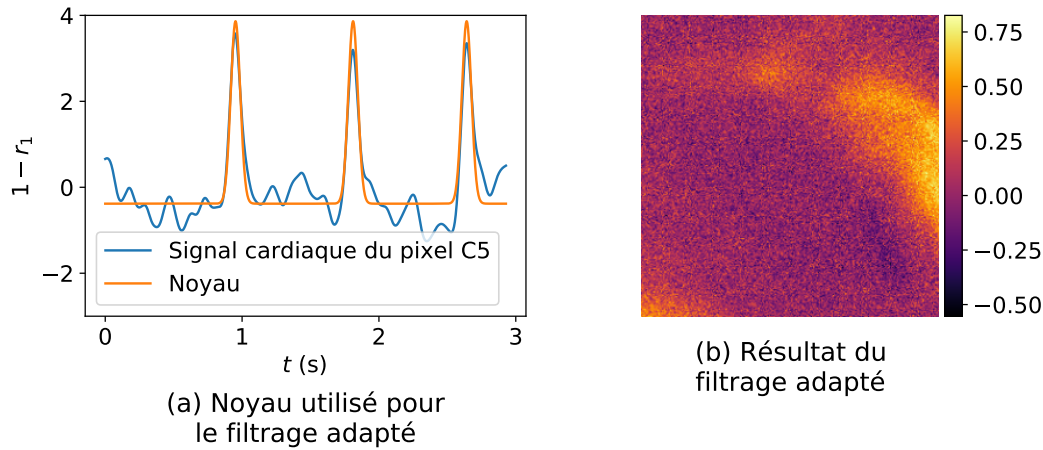 4
2
0
−2
1 − r₁
0
1
2
3
t (s)
Signal cardiaque du pixel C5
Noyau
(a) Noyau utilisé pour
le filtrage adapté
0.75
0.50
0.25
0.00
−0.25
−0.50
(b) Résultat du
filtrage adapté